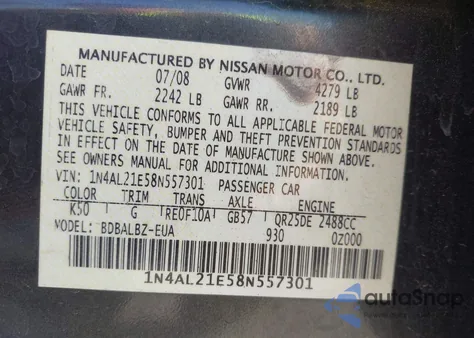 MANUFACTURED BY NISSAN MOTOR CO., LTD.
DATE 07/08 GVWR 4279 LB
GAWR FR. 2242 LB GAWR RR. 2189 LB
THIS VEHICLE CONFORMS TO ALL APPLICABLE FEDERAL MOTOR
VEHICLE SAFETY, BUMPER AND THEFT PREVENTION STANDARDS
IN EFFECT ON THE DATE OF MANUFACTURE SHOWN ABOVE.
SEE OWNERS MANUAL FOR ADDITIONAL INFORMATION.
VIN: 1N4AL21E58N557301 PASSENGER CAR
COLOR TRIM TRANS AXLE ENGINE
K50 G RE0F10A GB57 QR25DE 2488CC
MODEL: BDBALBZ-EUA 930 0Z000
1N4AL21E58N557301
autoSnap